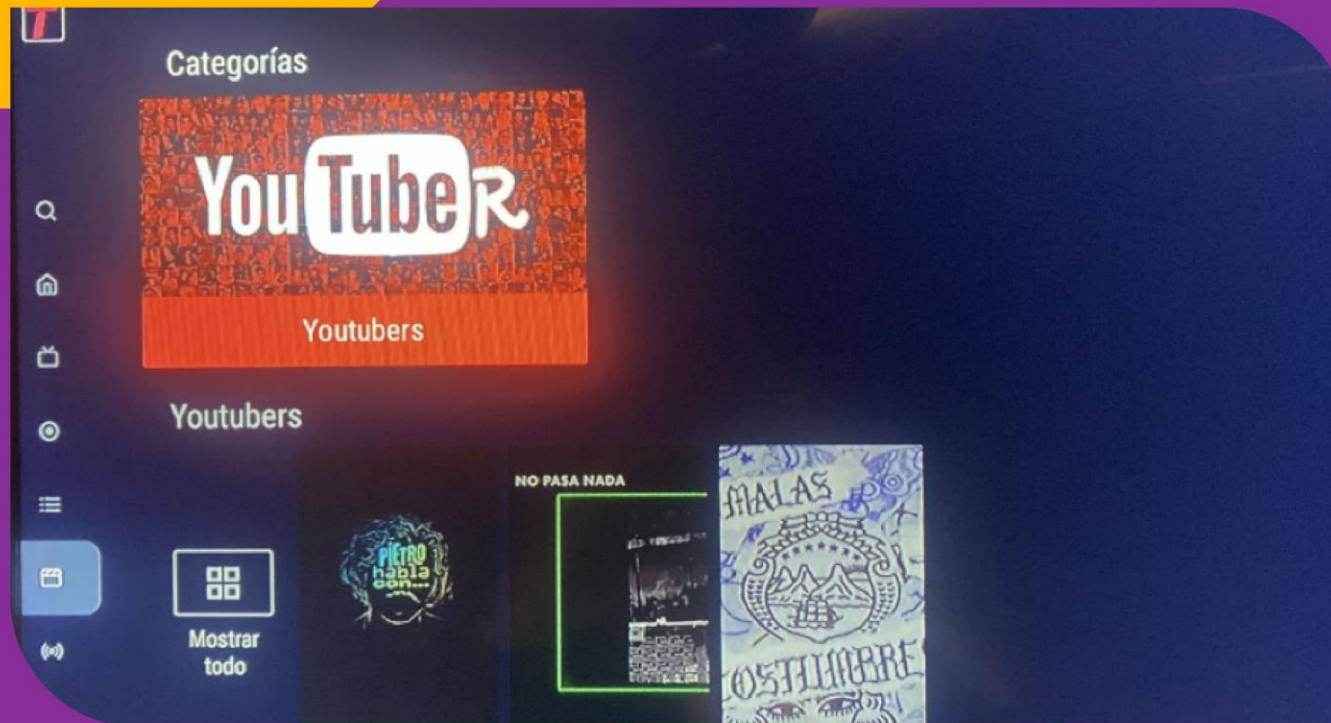 T
Categorías
YouTubeR
Youtubers
Youtubers
Mostrar
todo
PIETRO
habla
con...
NO PASA NADA
MALAS
COSTUMBRE